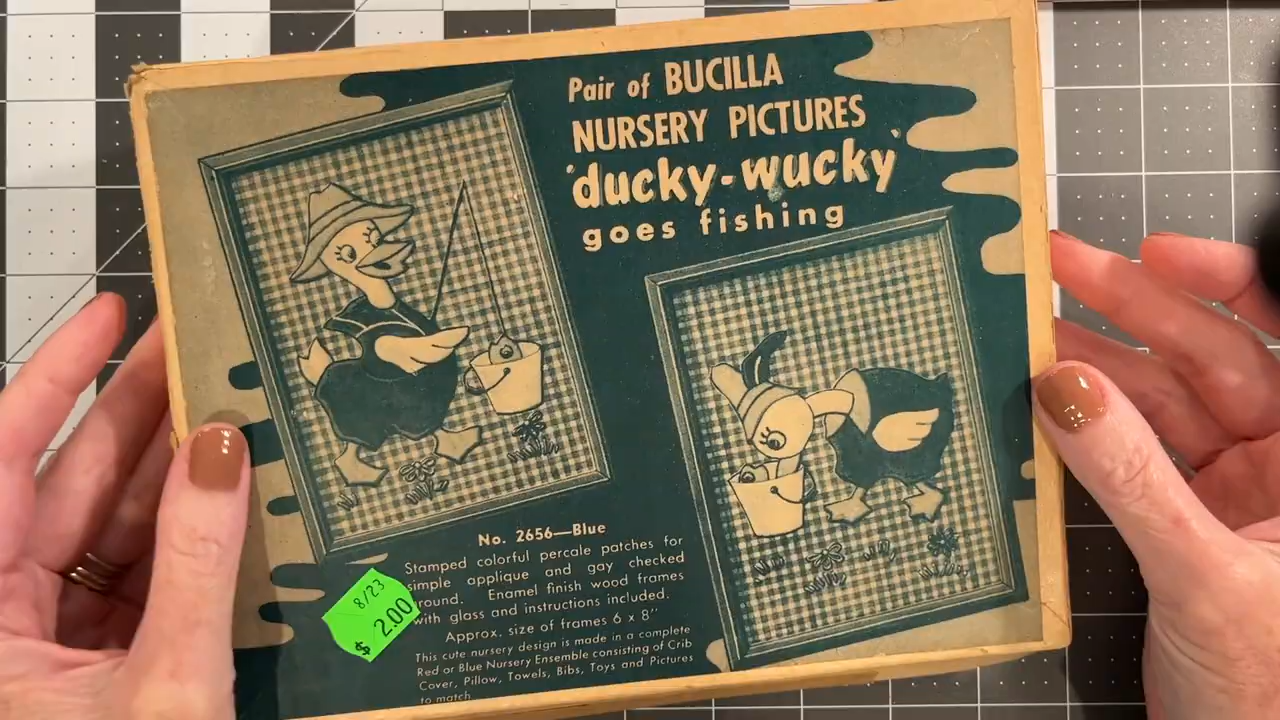 Pair of BUCILLA
NURSERY PICTURES
'ducky-wucky'
goes fishing
No. 2656—Blue
Stamped colorful percale patches for
simple applique and gay checked
ground. Enamel finish wood frames
with glass and instructions included.
Approx. size of frames 6 x 8"
This cute nursery design is made in a complete
Red or Blue Nursery Ensemble consisting of Crib
Cover, Pillow, Towels, Bibs, Toys and Pictures
to match
8/23
$ 2.00